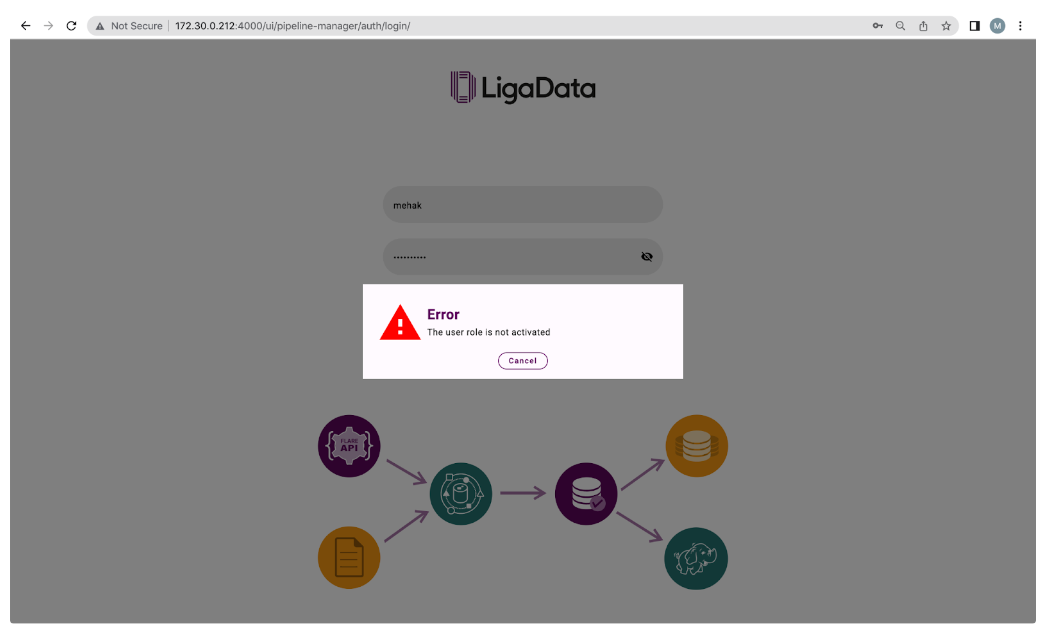 Not Secure | 172.30.0.212:4000/ui/pipeline-manager/auth/login/
M
LigaData
mehak
Error
The user role is not activated
Cancel
FLARE
API